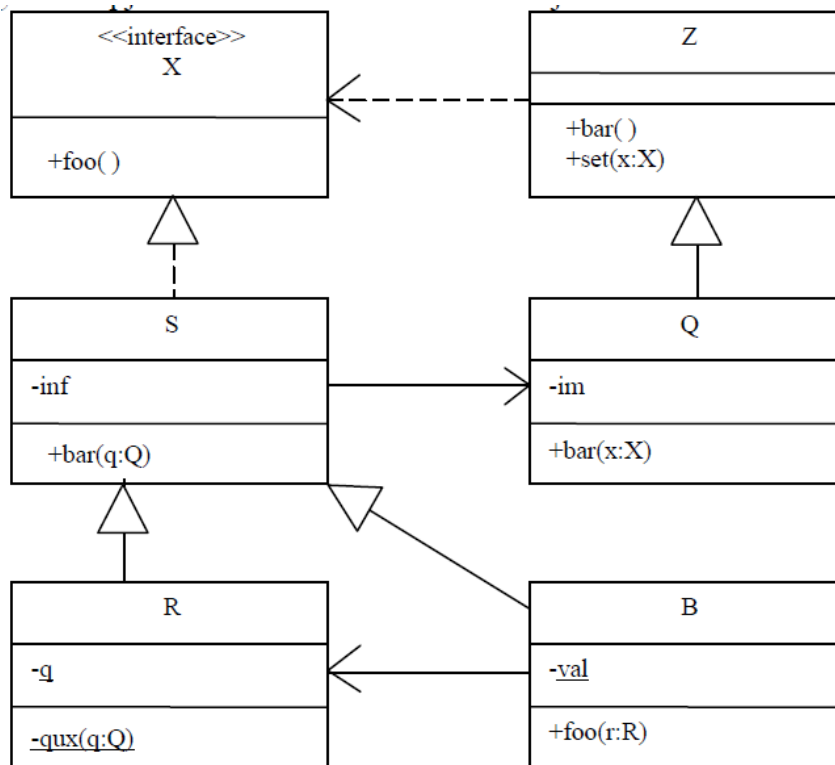 <<interface>>
X
+foo( )
Z
+bar( )
+set(x:X)
S
-inf
+bar(q:Q)
Q
-im
+bar(x:X)
R
-q
-qux(q:Q)
B
-val
+foo(r:R)